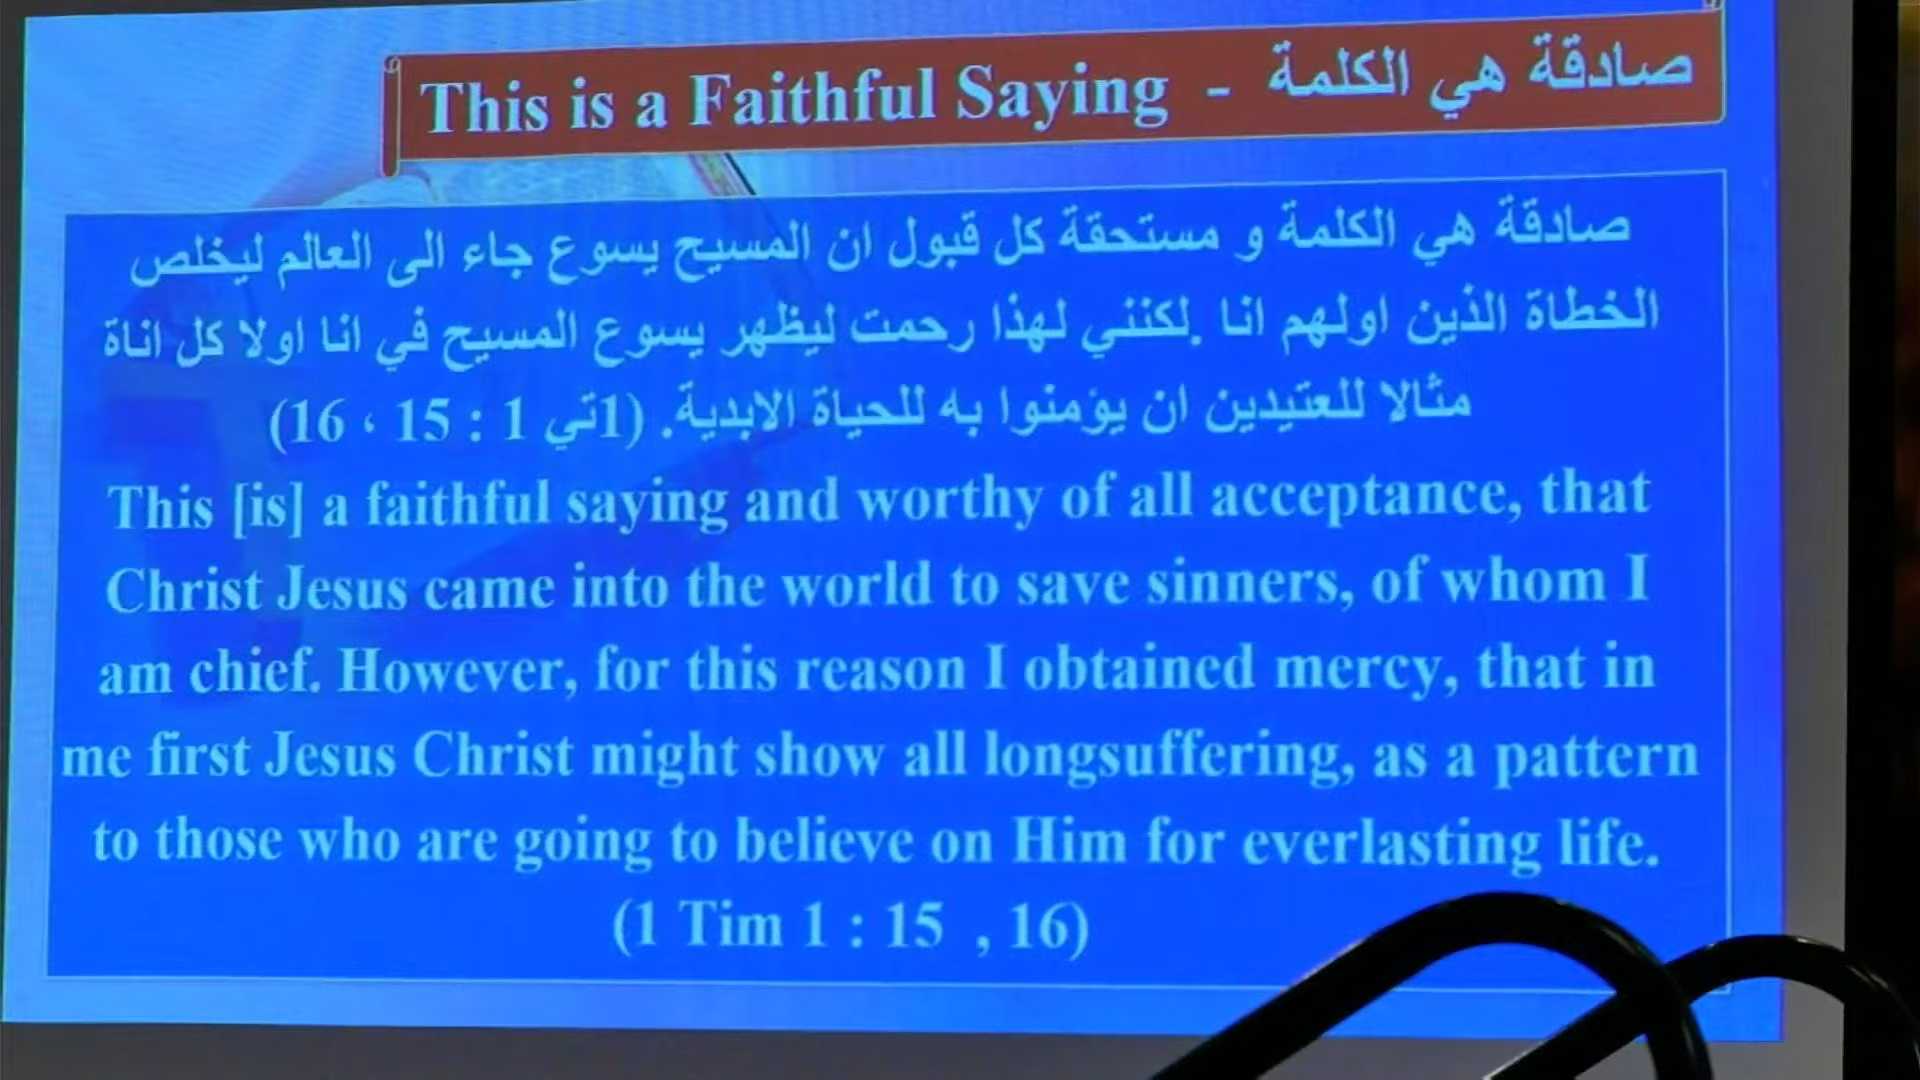 This is a Faithful Saying - صادقة هي الكلمة
صادقة هي الكلمة و مستحقة كل قبول ان المسيح يسوع جاء الى العالم ليخلص
الخطاة الذين اولهم انا .لكنني لهذا رحمت ليظهر يسوع المسيح في انا اولا كل اناة
مثالا للعتيدين ان يؤمنوا به للحياة الابدية. (1تي 1 : 15 ، 16)
This [is] a faithful saying and worthy of all acceptance, that
Christ Jesus came into the world to save sinners, of whom I
am chief. However, for this reason I obtained mercy, that in
me first Jesus Christ might show all longsuffering, as a pattern
to those who are going to believe on Him for everlasting life.
(1 Tim 1 : 15 , 16)